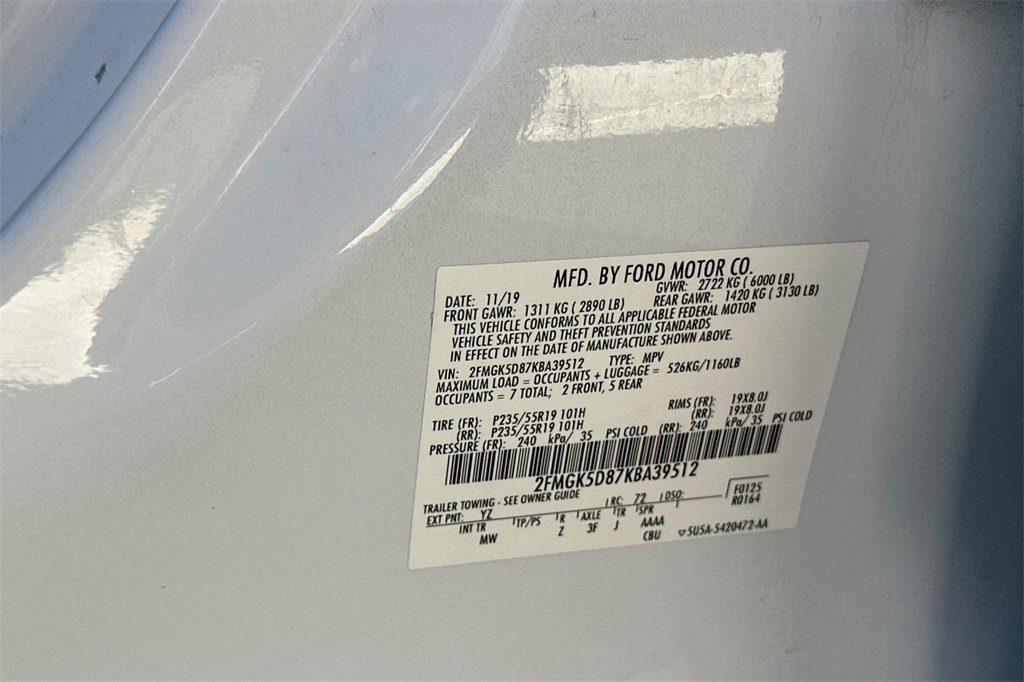 MFD. BY FORD MOTOR CO.
DATE: 11/19 GVWR: 2722 KG ( 6000 LB)
FRONT GAWR: 1311 KG ( 2890 LB) REAR GAWR: 1420 KG ( 3130 LB)
THIS VEHICLE CONFORMS TO ALL APPLICABLE FEDERAL MOTOR
VEHICLE SAFETY AND THEFT PREVENTION STANDARDS
IN EFFECT ON THE DATE OF MANUFACTURE SHOWN ABOVE.
VIN: 2FMGK5D87KBA39512 TYPE: MPV
MAXIMUM LOAD = OCCUPANTS + LUGGAGE = 526KG/1160LB
OCCUPANTS = 7 TOTAL; 2 FRONT, 5 REAR
TIRE (FR): P235/55R19 101H RIMS (FR): 19X8.0J
(RR): P235/55R19 101H (RR): 19X8.0J
PRESSURE (FR): 240 kPa/ 35 PSI COLD (RR): 240 kPa/ 35 PSI COLD
2FMGK5D87KBA39512
TRAILER TOWING - SEE OWNER GUIDE
EXT PNT: YZ RC: 72 DSO: F0125
INT TR TP/PS R AXLE TR SPR R0164
MW Z 3F J AAAA
CBU 5U5A-5420472-AA